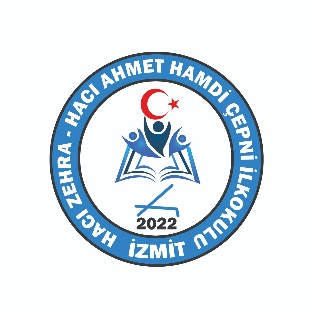 HACI ZEHRA - HACI AHMET HAMDİ ÇEPNİ İLKOKULU
2022
İZMİT